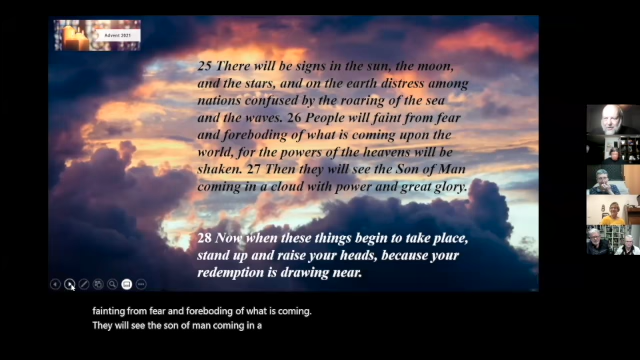 Advent 2021
25 There will be signs in the sun, the moon,
and the stars, and on the earth distress among
nations confused by the roaring of the sea
and the waves. 26 People will faint from fear
and foreboding of what is coming upon the
world, for the powers of the heavens will be
shaken. 27 Then they will see the Son of Man
coming in a cloud with power and great glory.
28 Now when these things begin to take place,
stand up and raise your heads, because your
redemption is drawing near.
fainting from fear and foreboding of what is coming.
They will see the son of man coming in a